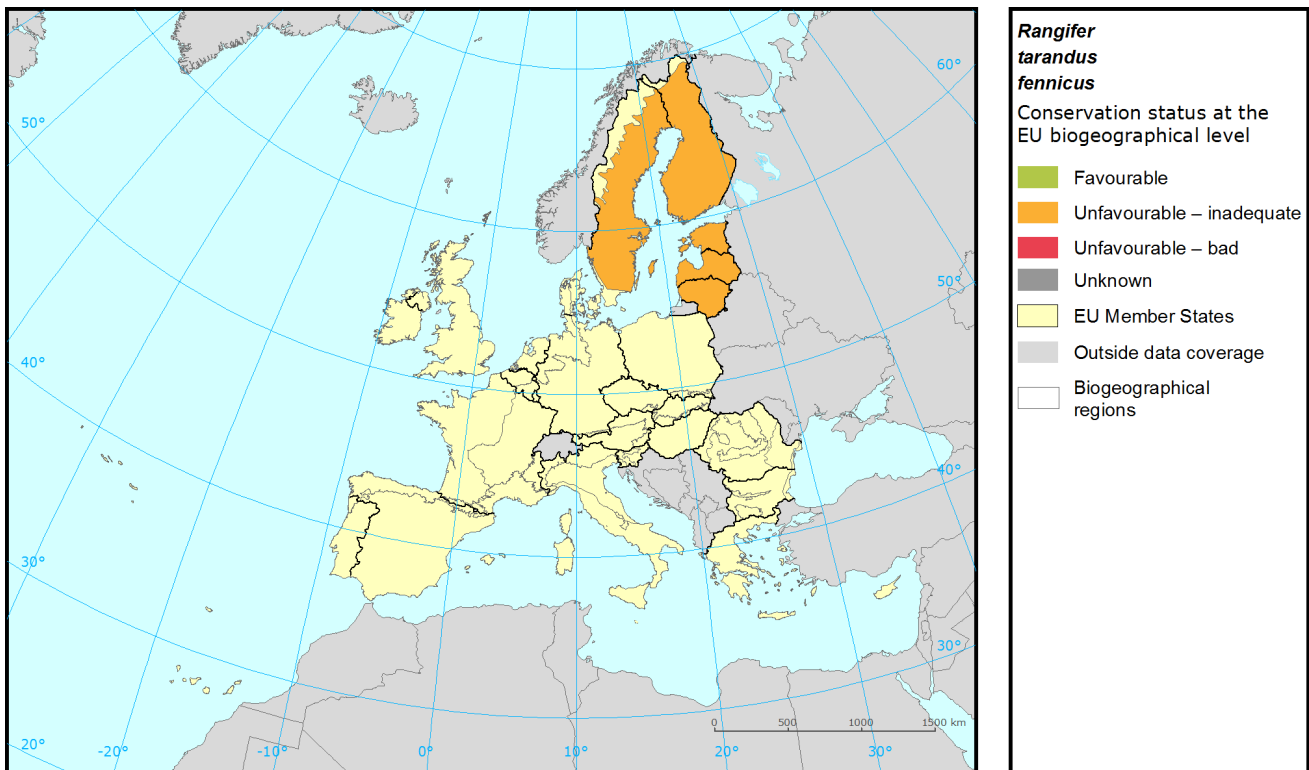 Rangifer
tarandus
fennicus
Conservation status at the
EU biogeographical level
Favourable
Unfavourable – inadequate
Unfavourable – bad
Unknown
EU Member States
Outside data coverage
Biogeographical
regions
60°
50°
50°
40°
40°
30°
30°
20°
-20°
-10°
0°
10°
20°
30°
0 500 1000 1500 km